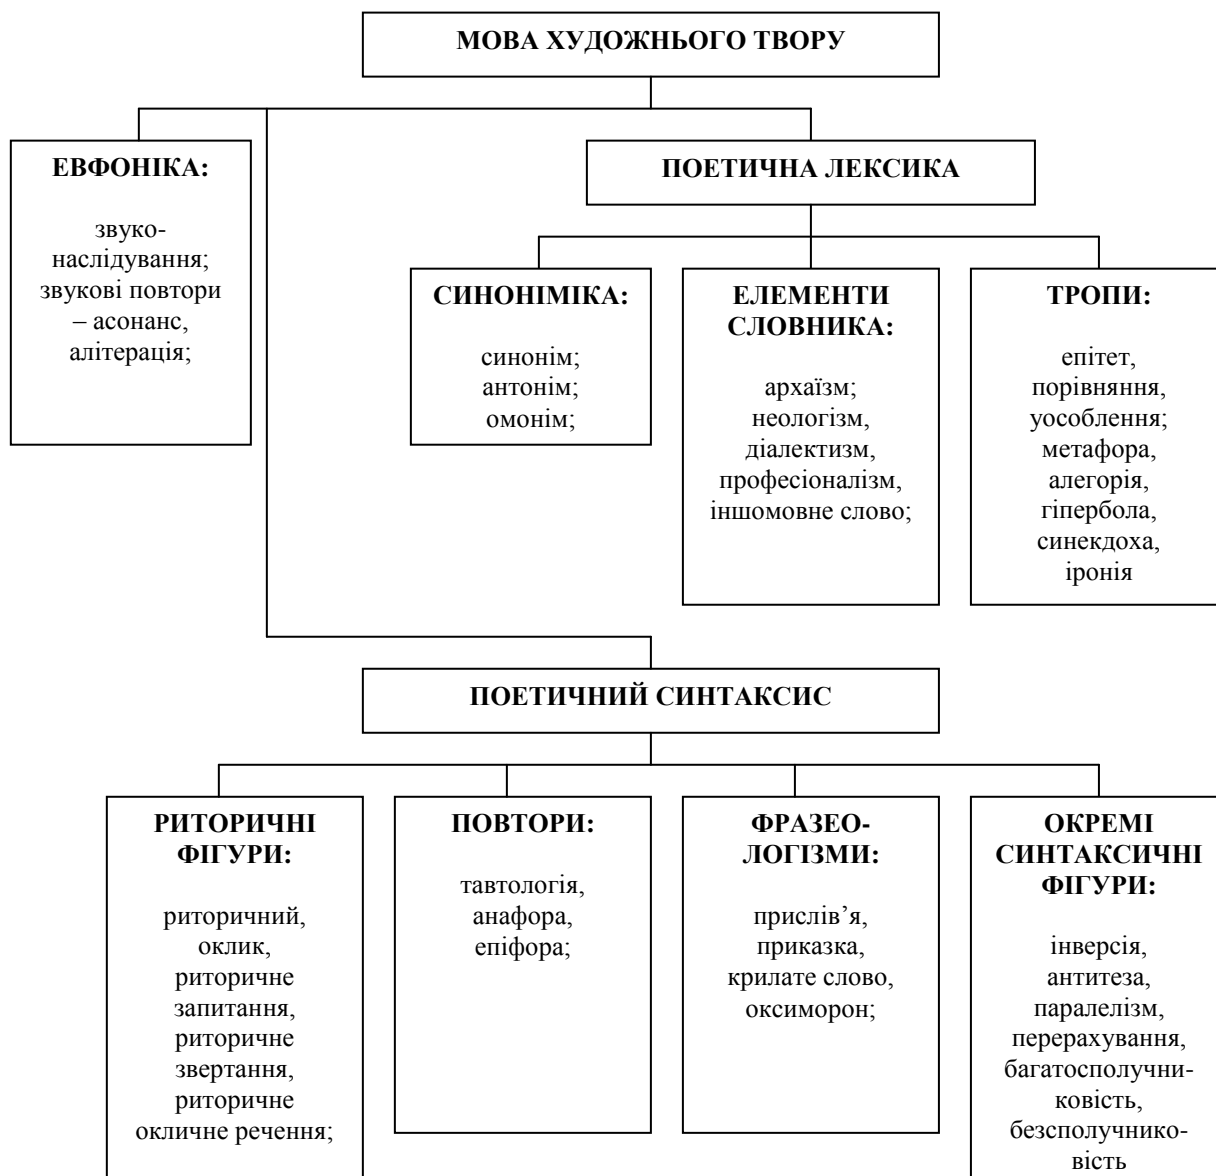 МОВА ХУДОЖНЬОГО ТВОРУ
ЕВФОНІКА:
звуко-
наслідування;
звукові повтори
– асонанс,
алітерація;
ПОЕТИЧНА ЛЕКСИКА
СИНОНІМІКА:
синонім;
антонім;
омонім;
ЕЛЕМЕНТИ
СЛОВНИКА:
архаїзм;
неологізм,
діалектизм,
професіоналізм,
іншомовне слово;
ТРОПИ:
епітет,
порівняння,
уособлення;
метафора,
алегорія,
гіпербола,
синекдоха,
іронія
ПОЕТИЧНИЙ СИНТАКСИС
РИТОРИЧНІ
ФІГУРИ:
риторичний,
оклик,
риторичне
запитання,
риторичне
звертання,
риторичне
окличне речення;
ПОВТОРИ:
тавтологія,
анафора,
епіфора;
ФРАЗЕО-
ЛОГІЗМИ:
прислів’я,
приказка,
крилате слово,
оксиморон;
ОКРЕМІ
СИНТАКСИЧНІ
ФІГУРИ:
інверсія,
антитеза,
паралелізм,
перерахування,
багатосполучни-
ковість,
безсполучнико-
вість